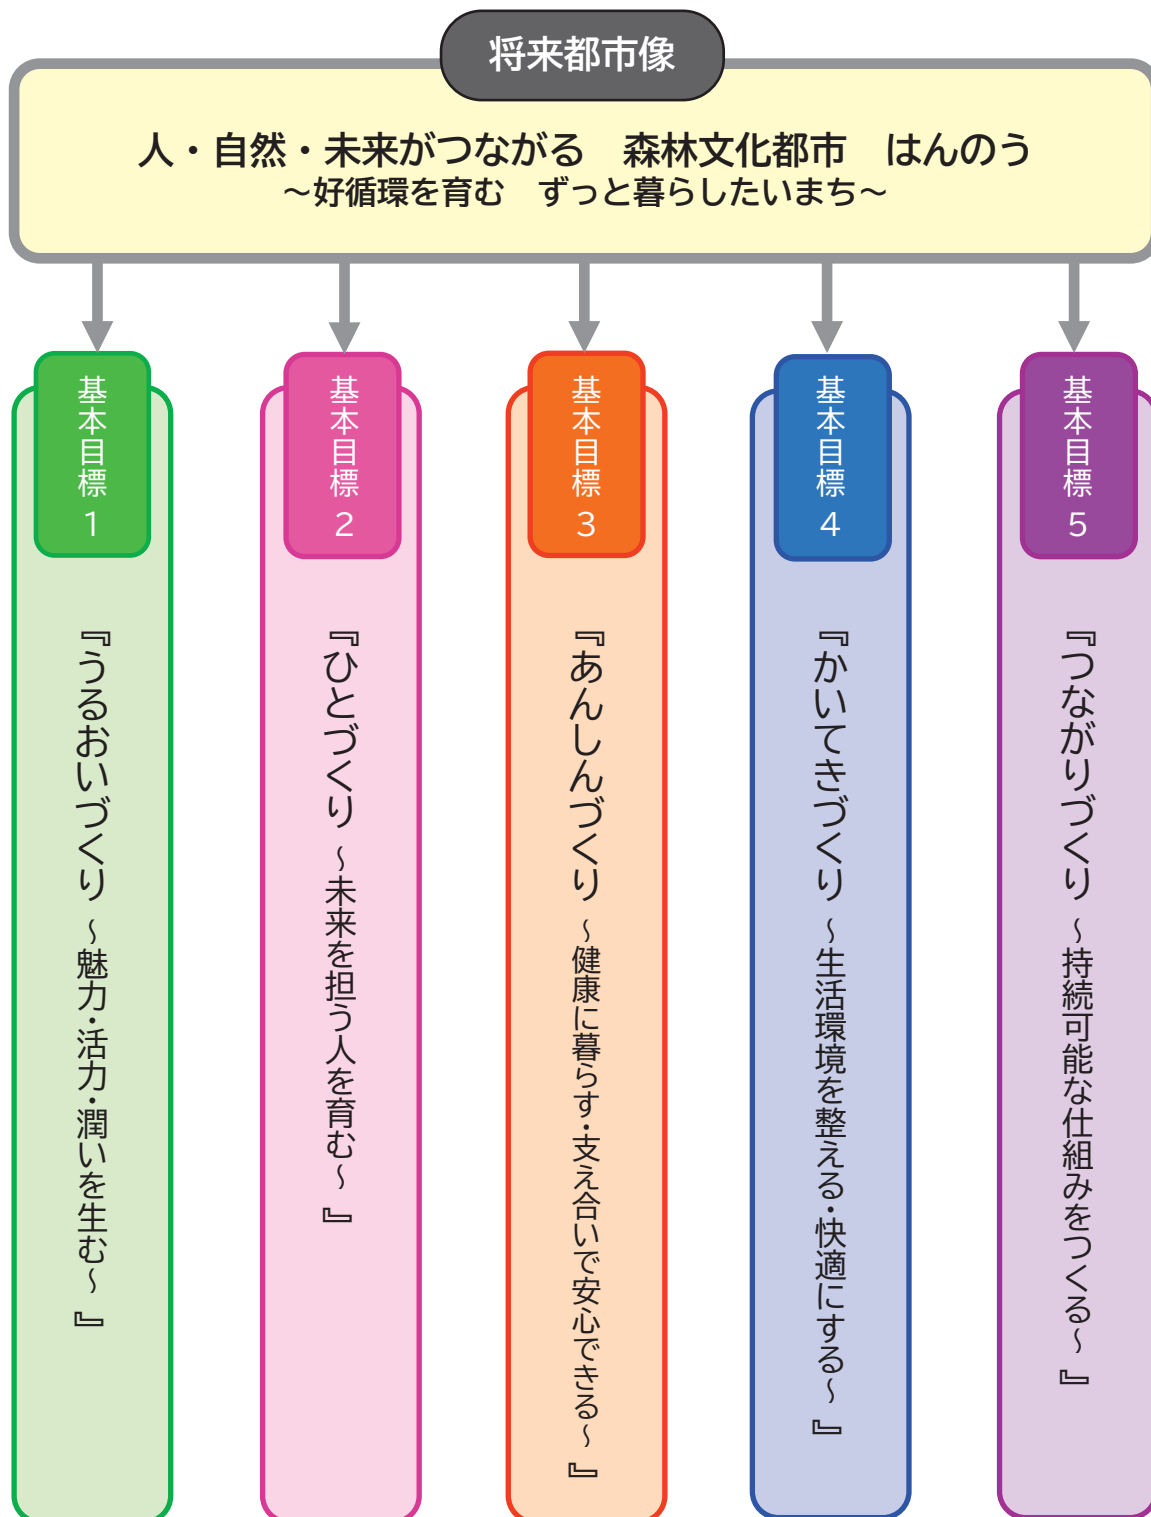 将来都市像
人・自然・未来がつながる　森林文化都市　はんのう
～好循環を育む　ずっと暮らしたいまち～
基本目標1
『うるおいづくり ～魅力・活力・潤いを生む～ 』
基本目標2
『ひとづくり ～未来を担う人を育む～ 』
基本目標3
『あんしんづくり ～健康に暮らす・支え合いで安心できる～ 』
基本目標4
『かいてきづくり ～生活環境を整える・快適にする～ 』
基本目標5
『つながりづくり ～持続可能な仕組みをつくる～ 』